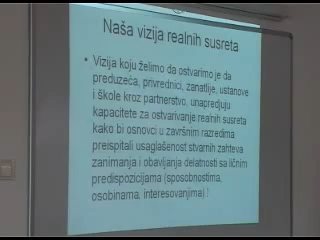 Naša vizija realnih susreta
• Vizija koju želimo da ostvarimo je da
preduzeća, privrednici, zanatlije, ustanove
i škole kroz partnerstvo, unapredjuju
kapacitete za ostvarivanje realnih susreta
kako bi osnovci u završnim razredima
preispitali usaglašenost stvarnih zahteva
zanimanja i obavljanja delatnosti sa ličnim
predispozicijama (sposobnostima,
osobinama, interesovanjima) !